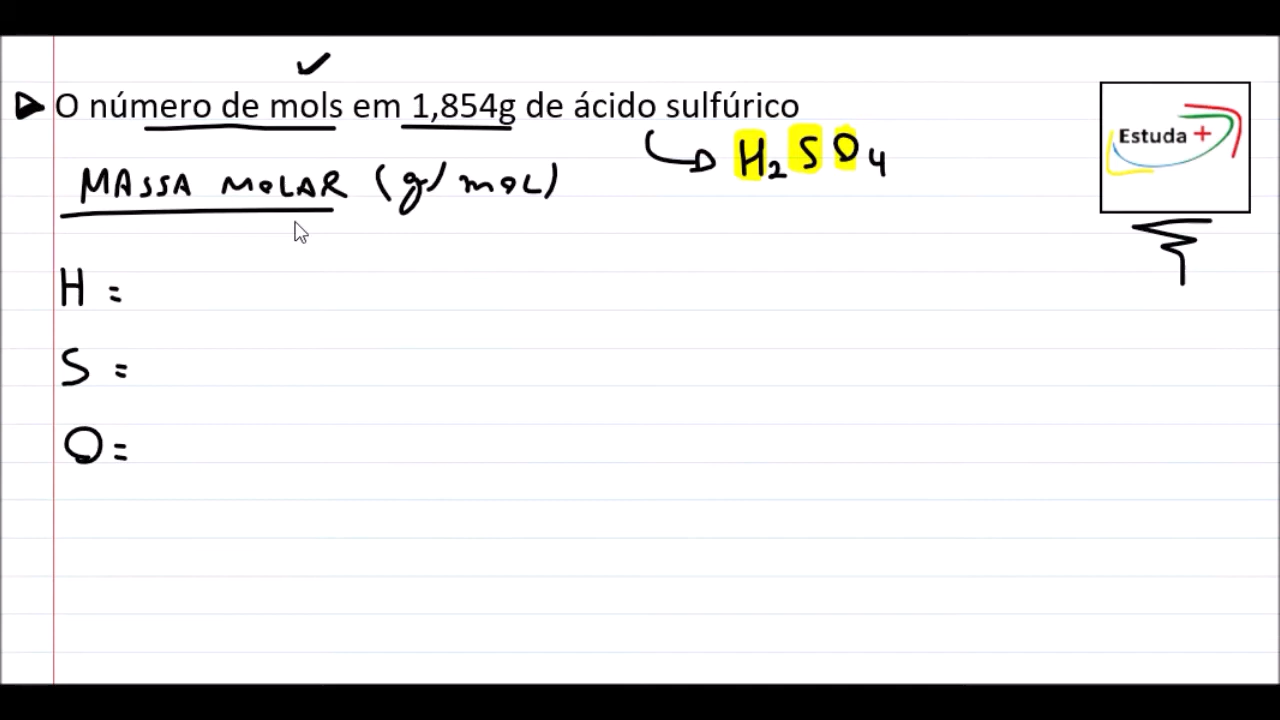 O número de mols em 1,854g de ácido sulfúrico
H₂SO₄
MASSA MOLAR (g/mol)
Estuda +
H =
S =
O =